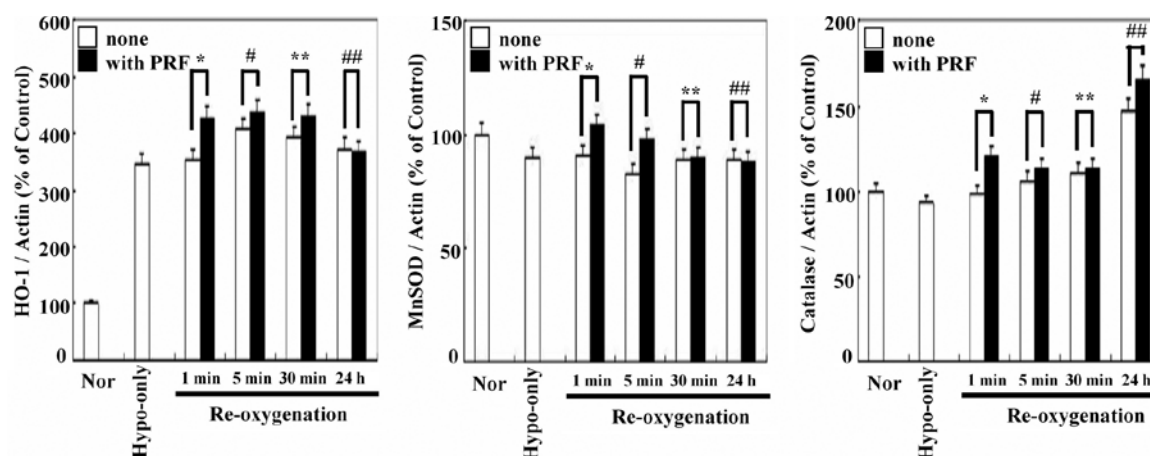 HO-1 / Actin (% of Control)
600
500
400
300
200
100
0
none
with PRF
*
#
**
##
Nor
Hypo-only
1 min
5 min
30 min
24 h
Re-oxygenation
MnSOD / Actin (% of Control)
150
100
50
0
none
with PRF
*
#
**
##
Nor
Hypo-only
1 min
5 min
30 min
24 h
Re-oxygenation
Catalase / Actin (% of Control)
200
150
100
50
0
none
with PRF
*
#
**
##
Nor
Hypo-only
1 min
5 min
30 min
24 h
Re-oxygenation